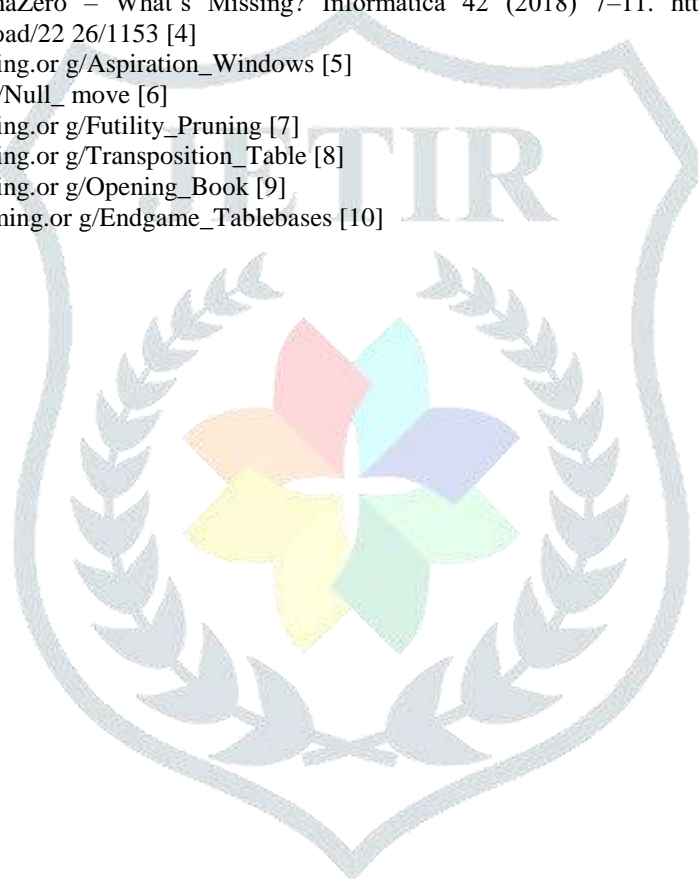 haZero – What's Missing? Informatica 42 (2018) 7–11. htt
oad/22 26/1153 [4]
ing.or g/Aspiration_Windows [5]
/Null_ move [6]
ing.or g/Futility_Pruning [7]
ing.or g/Transposition_Table [8]
ing.or g/Opening_Book [9]
ning.or g/Endgame_Tablebases [10]
JETIR